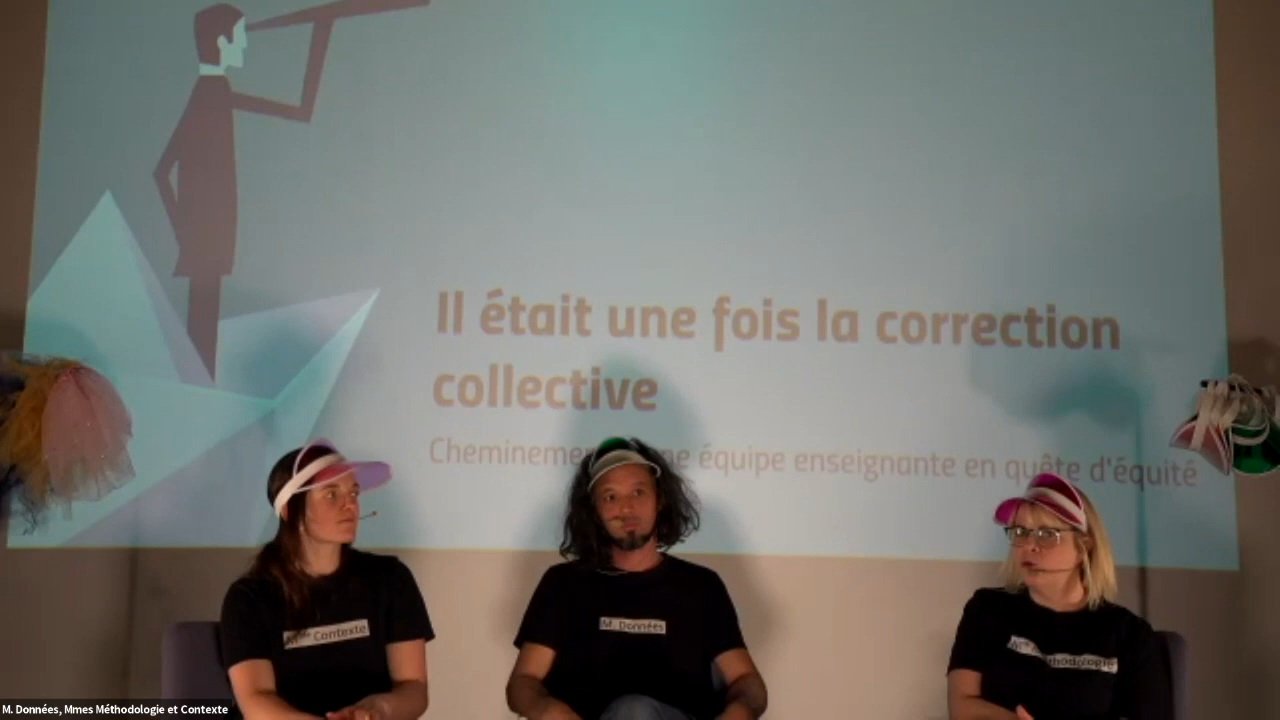 Il était une fois la correction
collective
équipe enseignante en quête d'équité
Mme Contexte
M. Données
M. Données, Mmes Méthodologie et Contexte